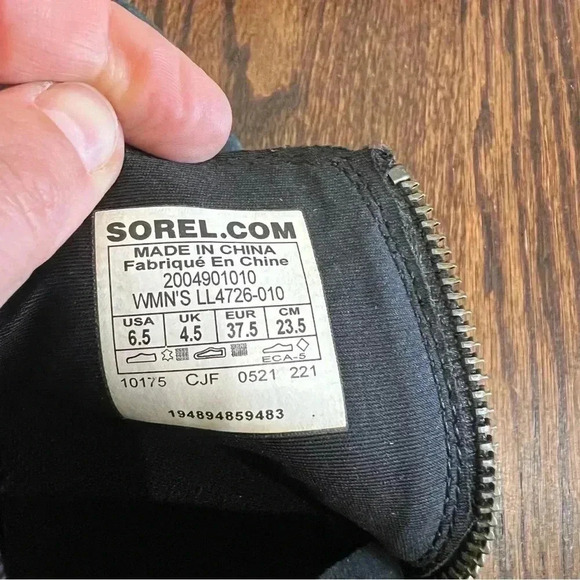 SOREL.COM
MADE IN CHINA
Fabriqué En Chine
2004901010
WMN'S LL4726-010
USA UK EUR CM
6.5 4.5 37.5 23.5
ECA-5
10175 CJF 0521 221
194894859483